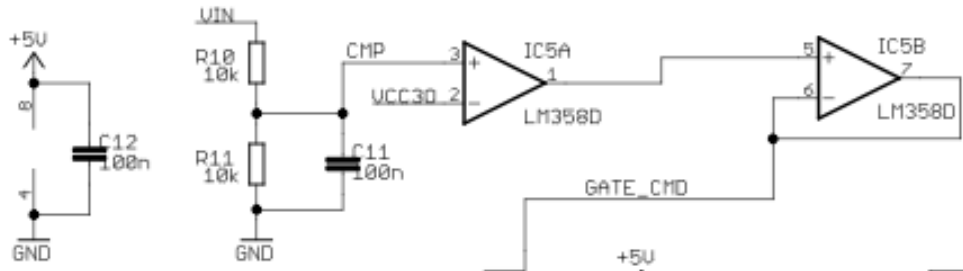 VIN
+5V
R10
10k
CMP
3
+
1
IC5A
VCC3O
2
-
LM358D
5
+
7
IC5B
6
-
LM358D
8
C12
100n
4
GND
R11
10k
C11
100n
GND
GATE_CMD
+5V